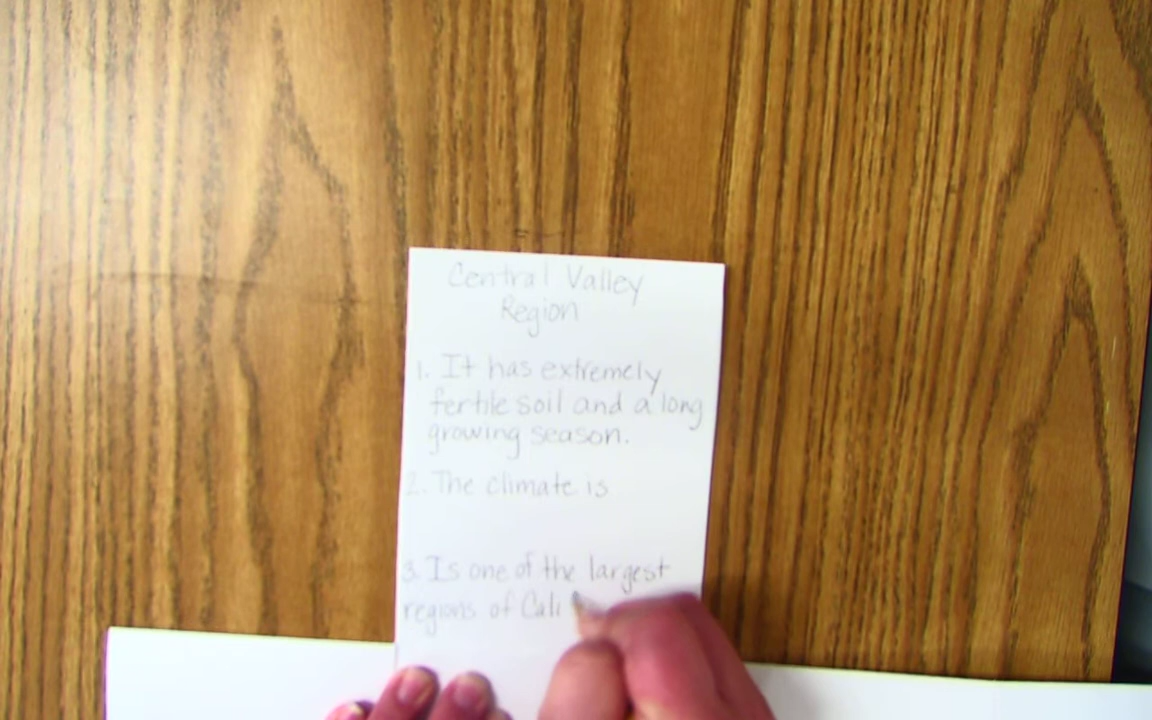 Central Valley
Region
1. It has extremely
fertile soil and a long
growing season.
2. The climate is
3. Is one of the largest
regions of Cali